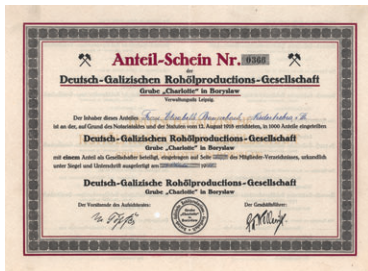 Anteil-Schein Nr. 0366
der
Deutsch-Galizischen Rohölproductions-Gesellschaft
Grube „Charlotte" in Boryslaw
Verwaltungssitz Leipzig.
Der Inhaber dieses Anteiles Frau Elisabeth
ist an der, auf Grund des Notariatsaktes und der Statuten vom 12. August 1905 errichteten, in 1000 Anteile eingeteilten
Deutsch-Galizischen Rohölproductions-Gesellschaft
Grube „Charlotte" in Boryslaw
mit einem Anteil als Gesellschafter beteiligt, eingetragen auf Seite des Mitglieder-Verzeichnisses, urkundlich
unter Siegel und Unterschrift ausgefertigt am
Deutsch-Galizische Rohölproductions-Gesellschaft
Grube „Charlotte" in Boryslaw
Der Vorsitzende des Aufsichtsrates:
Der Geschäftsführer: